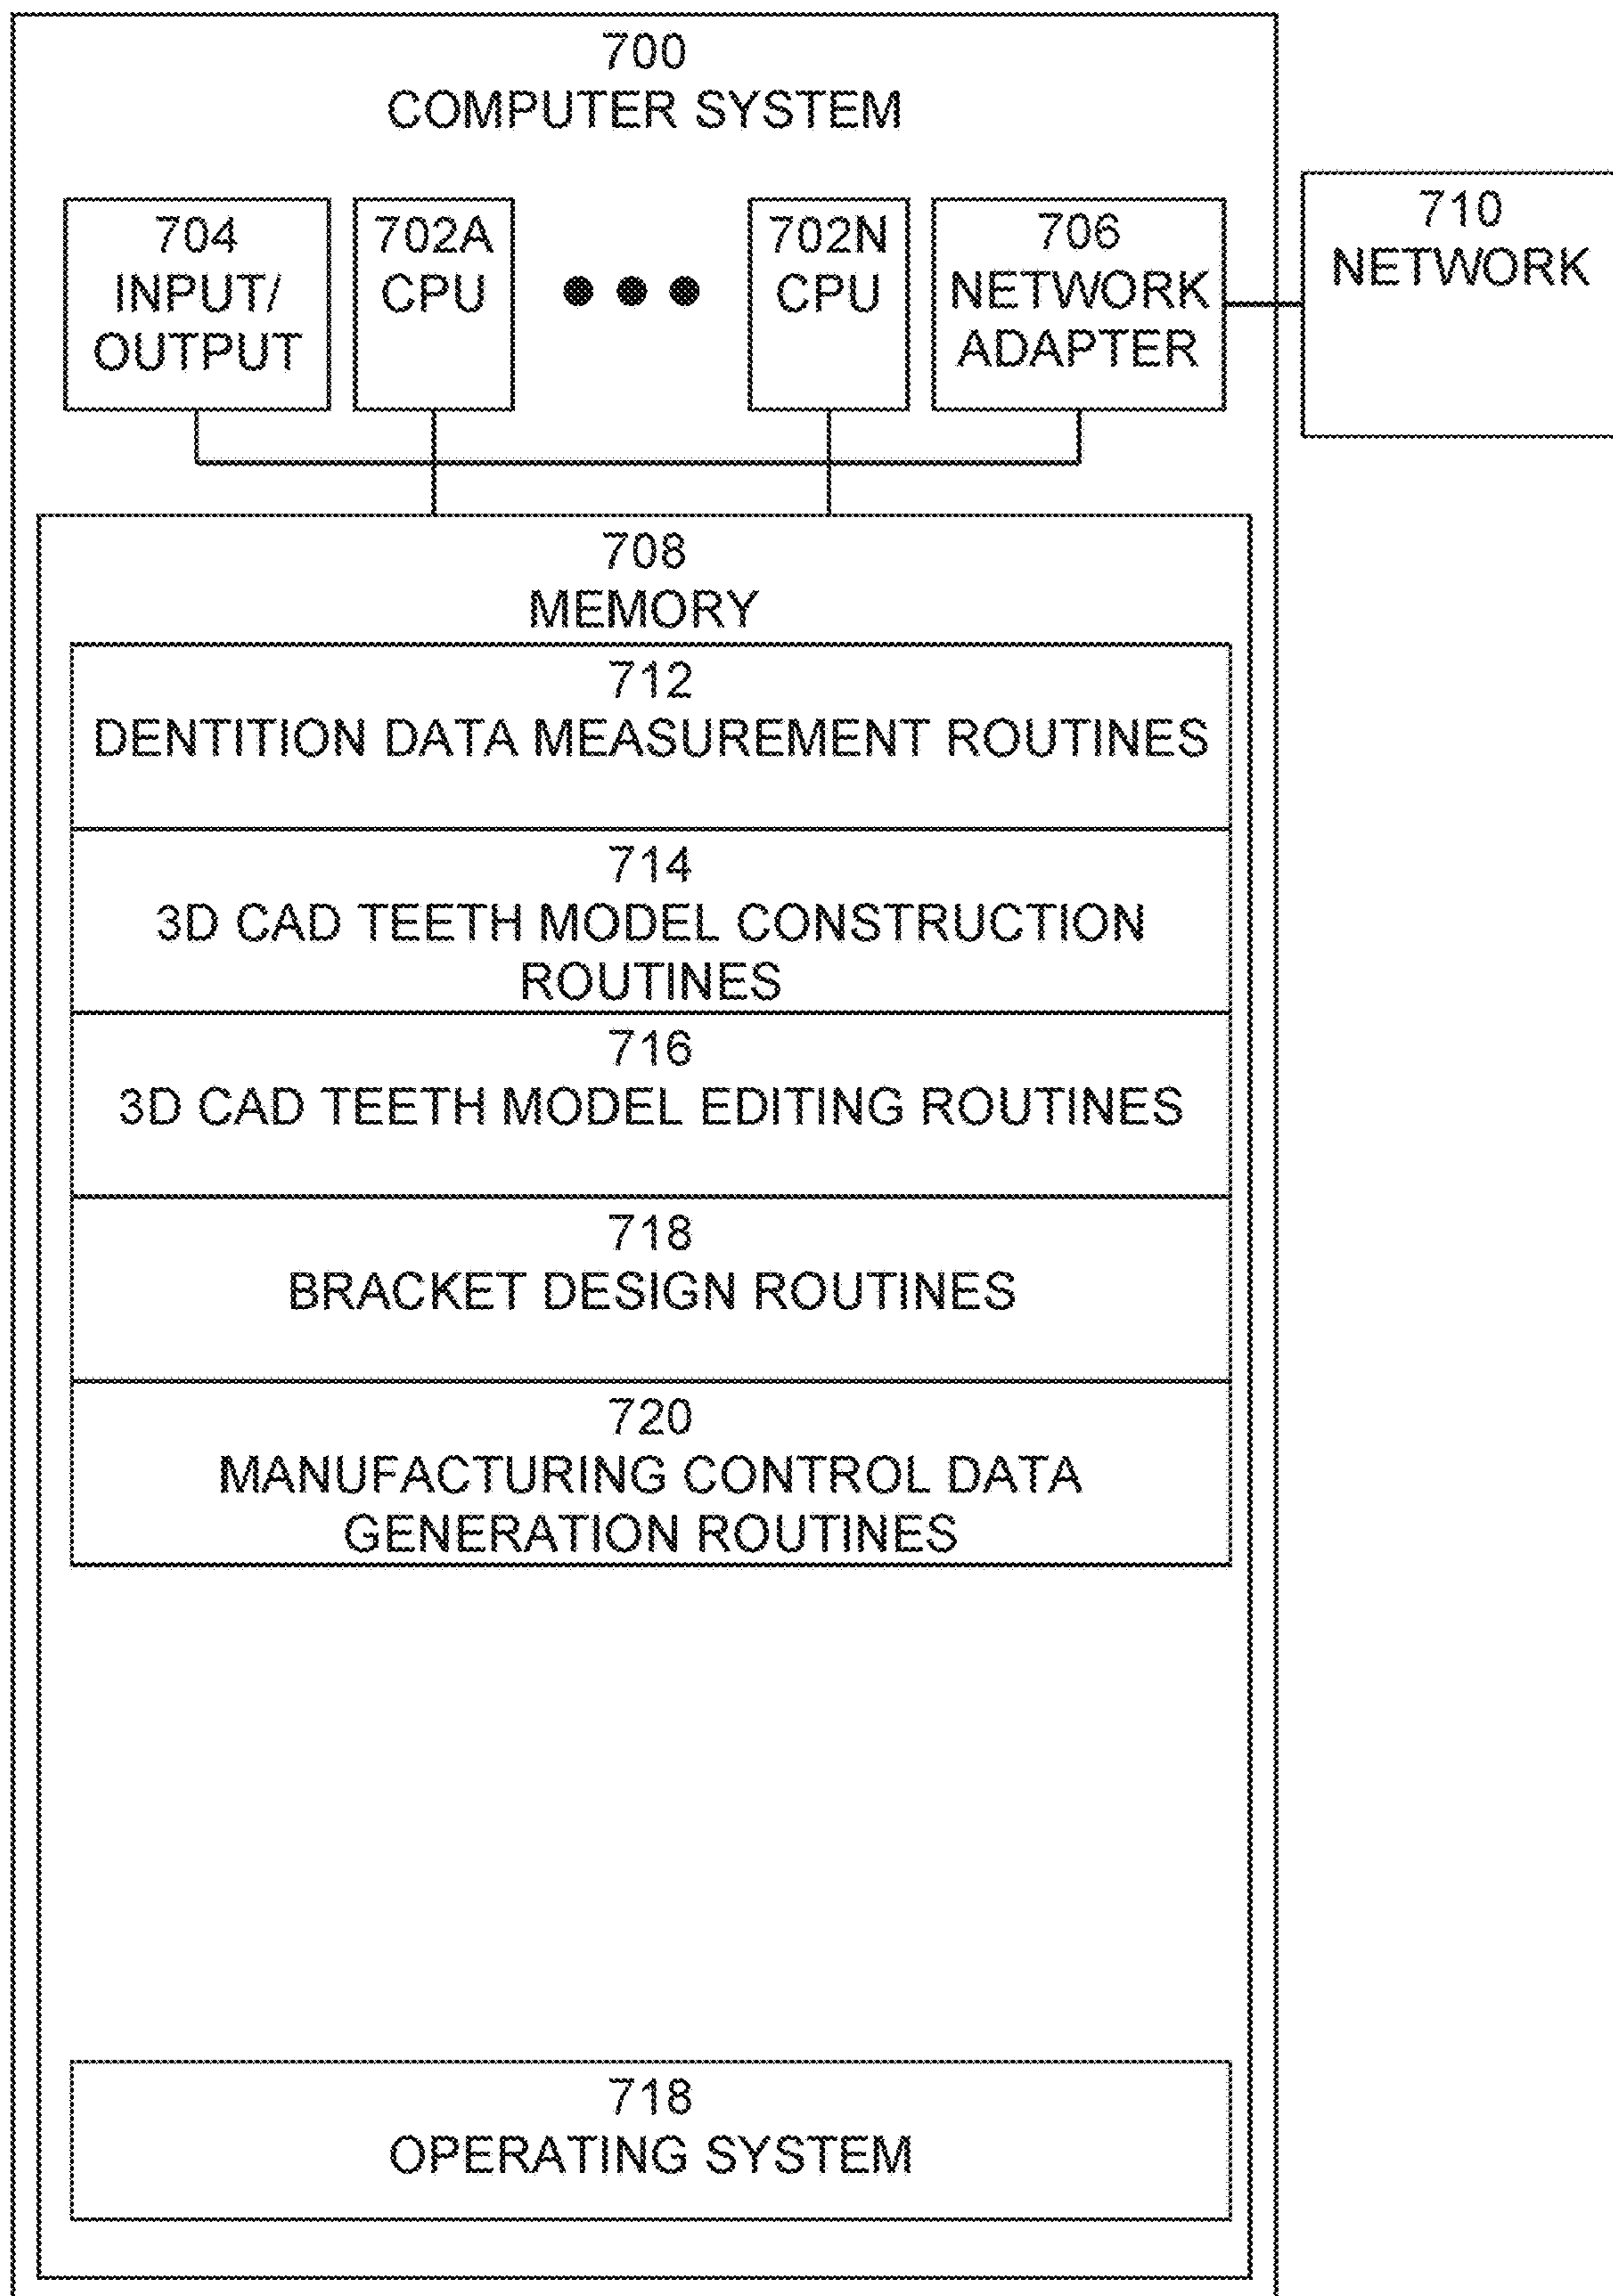 700
COMPUTER SYSTEM
704
INPUT/
OUTPUT
702A
CPU
702N
CPU
706
NETWORK
ADAPTER
710
NETWORK
708
MEMORY
712
DENTITION DATA MEASUREMENT ROUTINES
714
3D CAD TEETH MODEL CONSTRUCTION
ROUTINES
716
3D CAD TEETH MODEL EDITING ROUTINES
718
BRACKET DESIGN ROUTINES
720
MANUFACTURING CONTROL DATA
GENERATION ROUTINES
718
OPERATING SYSTEM